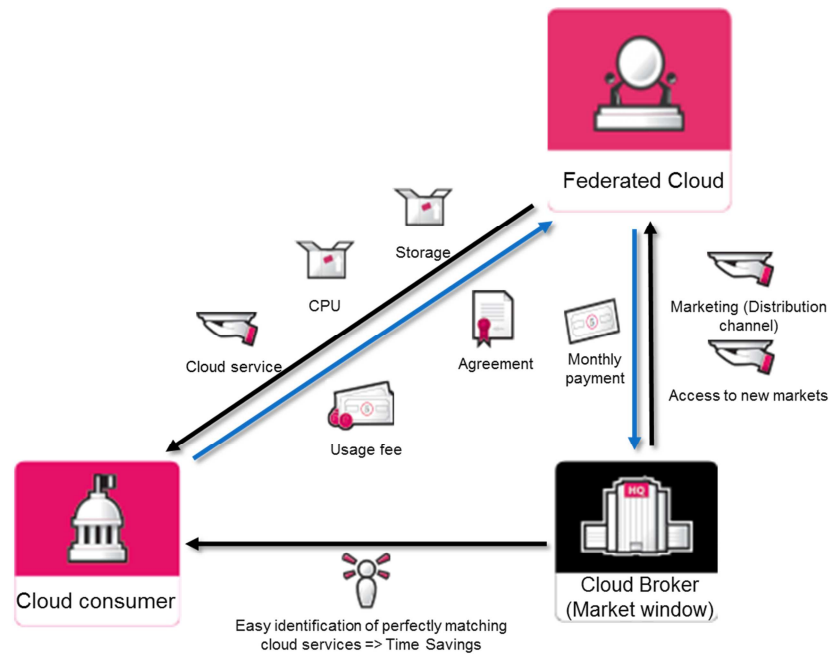 Federated Cloud
Storage
CPU
Cloud service
Agreement
Monthly
payment
Marketing (Distribution
channel)
Access to new markets
Usage fee
HQ
Cloud consumer
Cloud Broker
(Market window)
Easy identification of perfectly matching
cloud services => Time Savings